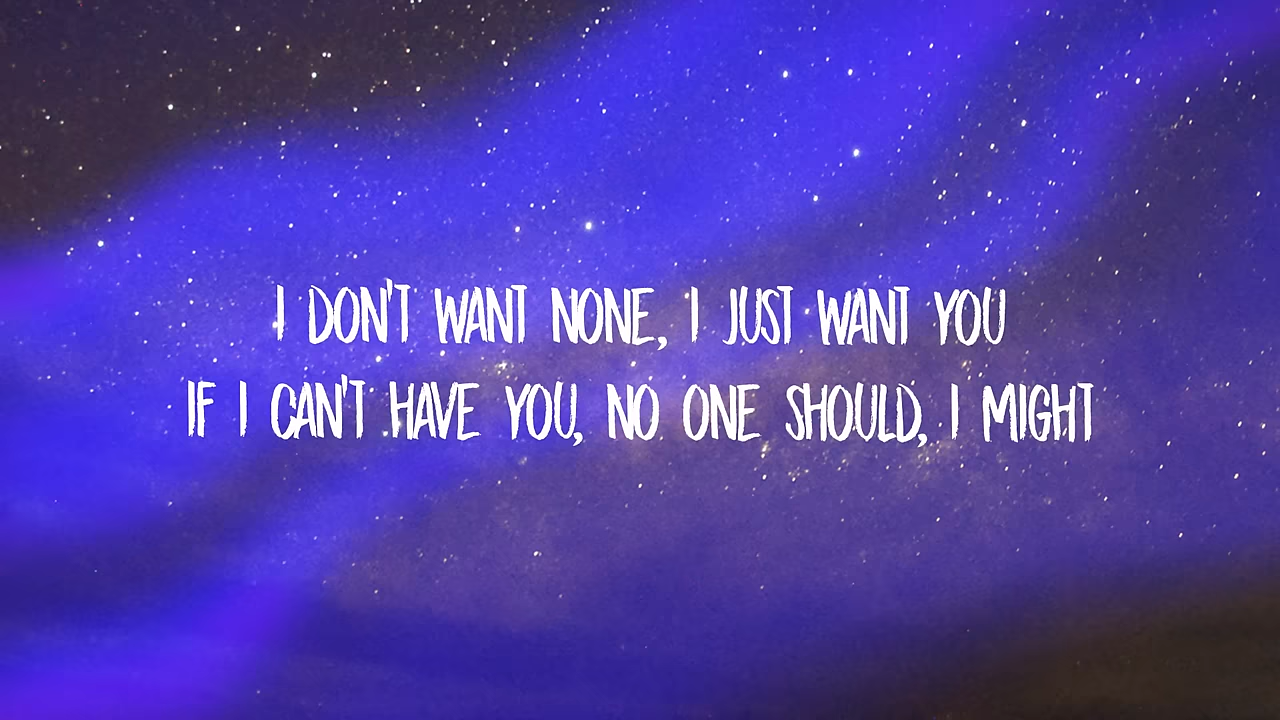 I DON'T WANT NONE, I JUST WANT YOU
IF I CAN'T HAVE YOU, NO ONE SHOULD, I MIGHT